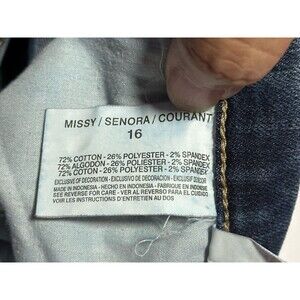 MISSY / SENORA / COURANT
16
72% COTTON - 26% POLYESTER - 2% SPANDEX
72% ALGODON - 26% POLIESTER - 2% SPANDEX
72% COTON - 26% POLYESTER - 2% SPANDEX
EXCLUSIVE OF DECORATION - EXCLUSIVO DE DECORACION - EXCLUSIF DECOR
MADE IN INDONESIA - HECHO EN INDONESIA - FABRIQUE EN INDONESIE
SEE REVERSE FOR CARE - VER AL REVERSO PARA EL CUIDADO
VOIR LES INSTRUCTIONS D'ENTRETIEN AU DOS